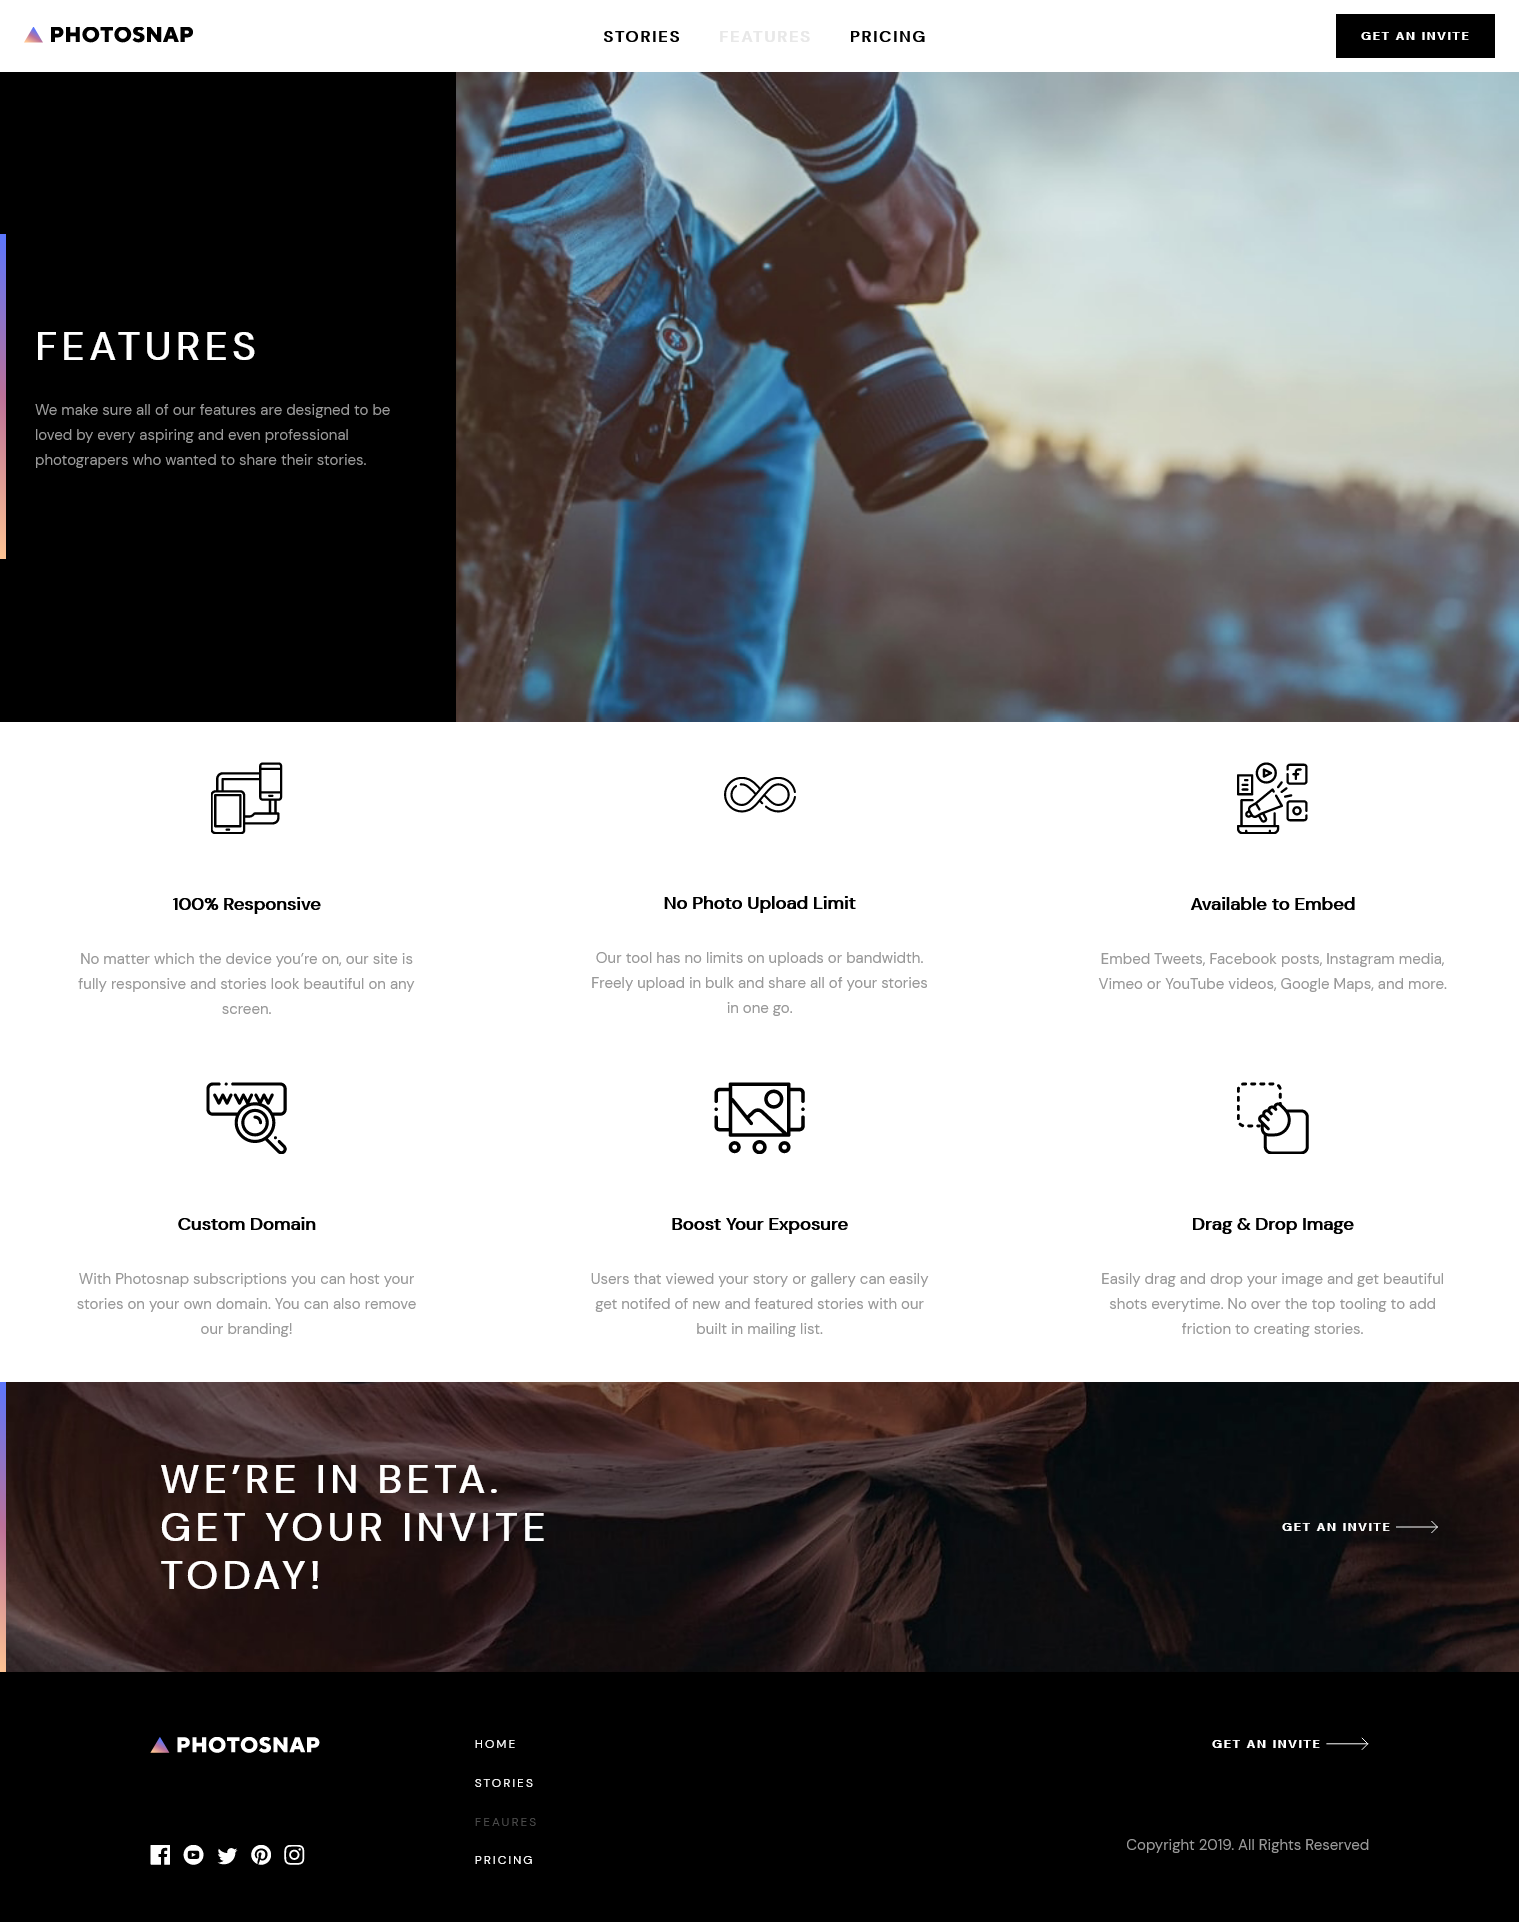 PHOTOSNAP
STORIES FEATURES PRICING
GET AN INVITE
FEATURES
We make sure all of our features are designed to be
loved by every aspiring and even professional
photograpers who wanted to share their stories.
100% Responsive
No matter which the device you’re on, our site is
fully responsive and stories look beautiful on any
screen.
No Photo Upload Limit
Our tool has no limits on uploads or bandwidth.
Freely upload in bulk and share all of your stories
in one go.
Available to Embed
Embed Tweets, Facebook posts, Instagram media,
Vimeo or YouTube videos, Google Maps, and more.
WWW
Custom Domain
With Photosnap subscriptions you can host your
stories on your own domain. You can also remove
our branding!
Boost Your Exposure
Users that viewed your story or gallery can easily
get notifed of new and featured stories with our
built in mailing list.
Drag & Drop Image
Easily drag and drop your image and get beautiful
shots everytime. No over the top tooling to add
friction to creating stories.
WE’RE IN BETA.
GET YOUR INVITE
TODAY!
GET AN INVITE
PHOTOSNAP
HOME
STORIES
FEAURES
PRICING
GET AN INVITE
Copyright 2019. All Rights Reserved